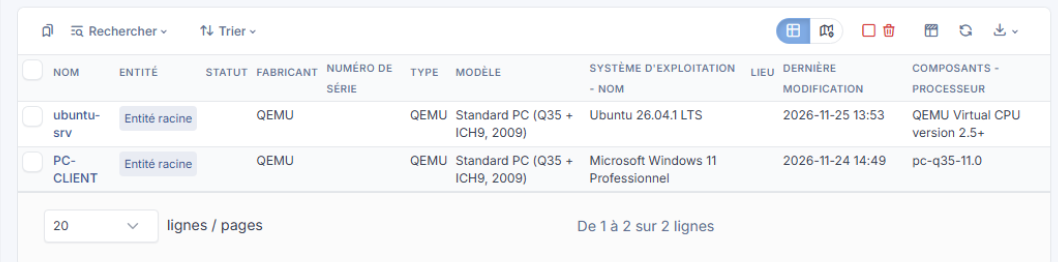 Rechercher
Trier
NOM ENTITÉ STATUT FABRICANT NUMÉRO DE SÉRIE TYPE MODÈLE SYSTÈME D'EXPLOITATION - NOM LIEU DERNIÈRE MODIFICATION COMPOSANTS - PROCESSEUR
ubuntu-srv Entité racine QEMU QEMU Standard PC (Q35 + ICH9, 2009) Ubuntu 26.04.1 LTS 2026-11-25 13:53 QEMU Virtual CPU version 2.5+
PC-CLIENT Entité racine QEMU QEMU Standard PC (Q35 + ICH9, 2009) Microsoft Windows 11 Professionnel 2026-11-24 14:49 pc-q35-11.0
20 lignes / pages De 1 à 2 sur 2 lignes